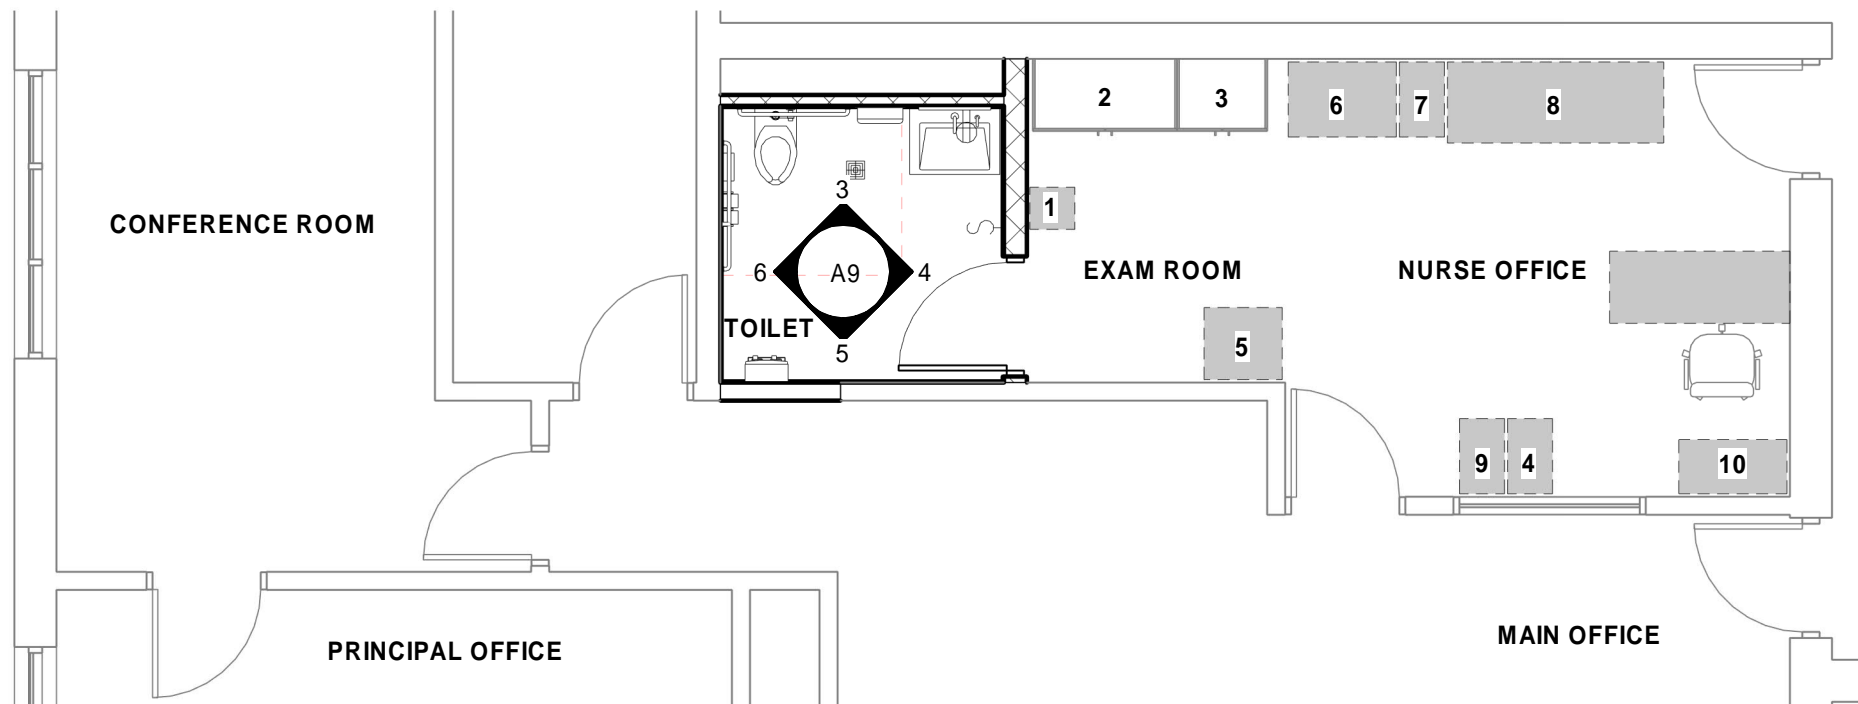 2
3
6
7
8
3
1
CONFERENCE ROOM
6
A9
4
EXAM ROOM
NURSE OFFICE
TOILET
5
5
9
4
10
PRINCIPAL OFFICE
MAIN OFFICE